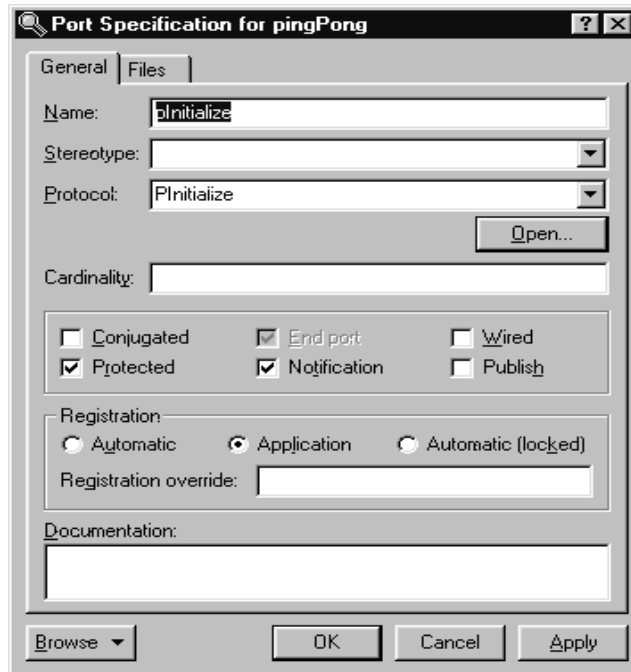 Port Specification for pingPong
General Files
Name: pInitialize
Stereotype:
Protocol: PInitialize
Open...
Cardinality:
Conjugated End port Wired
Protected Notification Publish
Registration
Automatic Application Automatic (locked)
Registration override:
Documentation:
Browse OK Cancel Apply